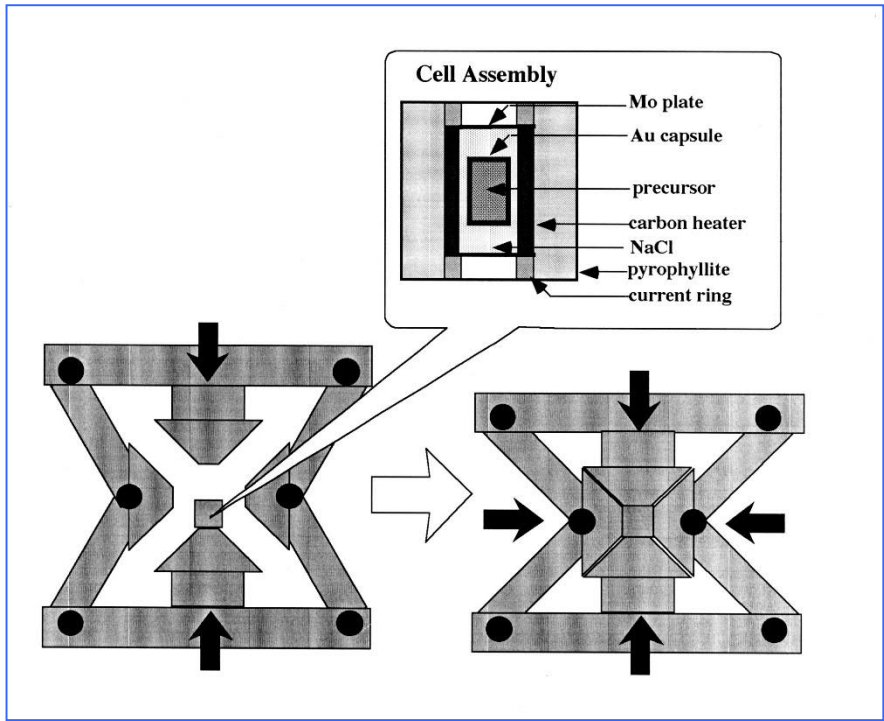 Cell Assembly
Mo plate
Au capsule
precursor
carbon heater
NaCl
pyrophyllite
current ring